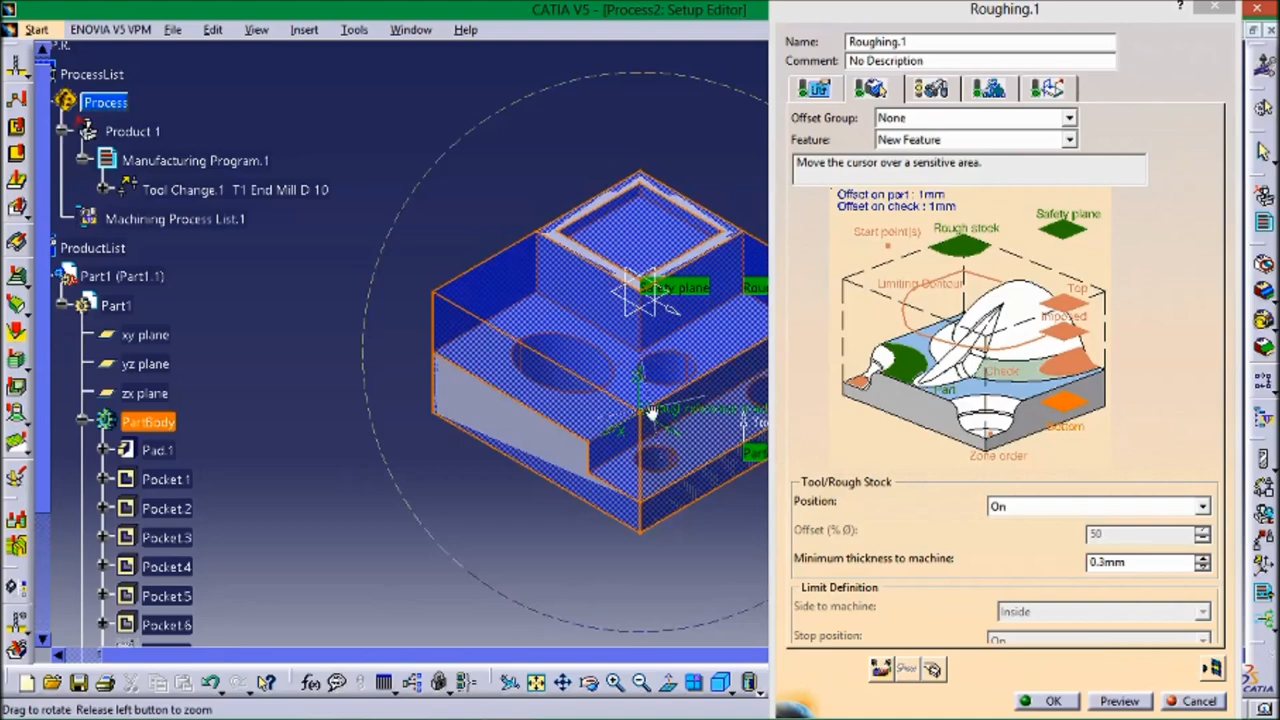 CATIA V5 - [Process2: Setup Editor]
Start ENOVIA V5 VPM File Edit View Insert Tools Window Help
P.R.
ProcessList
Process
Product 1
Manufacturing Program.1
Tool Change.1 T1 End Mill D 10
Machining Process List.1
ProductList
Part1 (Part1.1)
Part1
xy plane
yz plane
zx plane
PartBody
Pad.1
Pocket.1
Pocket.2
Pocket.3
Pocket.4
Pocket.5
Pocket.6
Safety plane
Rou
Part
Drag to rotate Release left button to zoom
Roughing.1
?
Name: Roughing.1
Comment: No Description
Offset Group: None
Feature: New Feature
Move the cursor over a sensitive area.
Offset on part : 1mm
Offset on check : 1mm
Safety plane
Rough stock
Start point(s)
Limiting Contour
Top
Imposed
Check
Part
Bottom
Zone order
Tool/Rough Stock
Position: On
Offset (% Ø): 50
Minimum thickness to machine: 0.3mm
Limit Definition
Side to machine: Inside
Stop position: On
OK Preview Cancel
CATIA